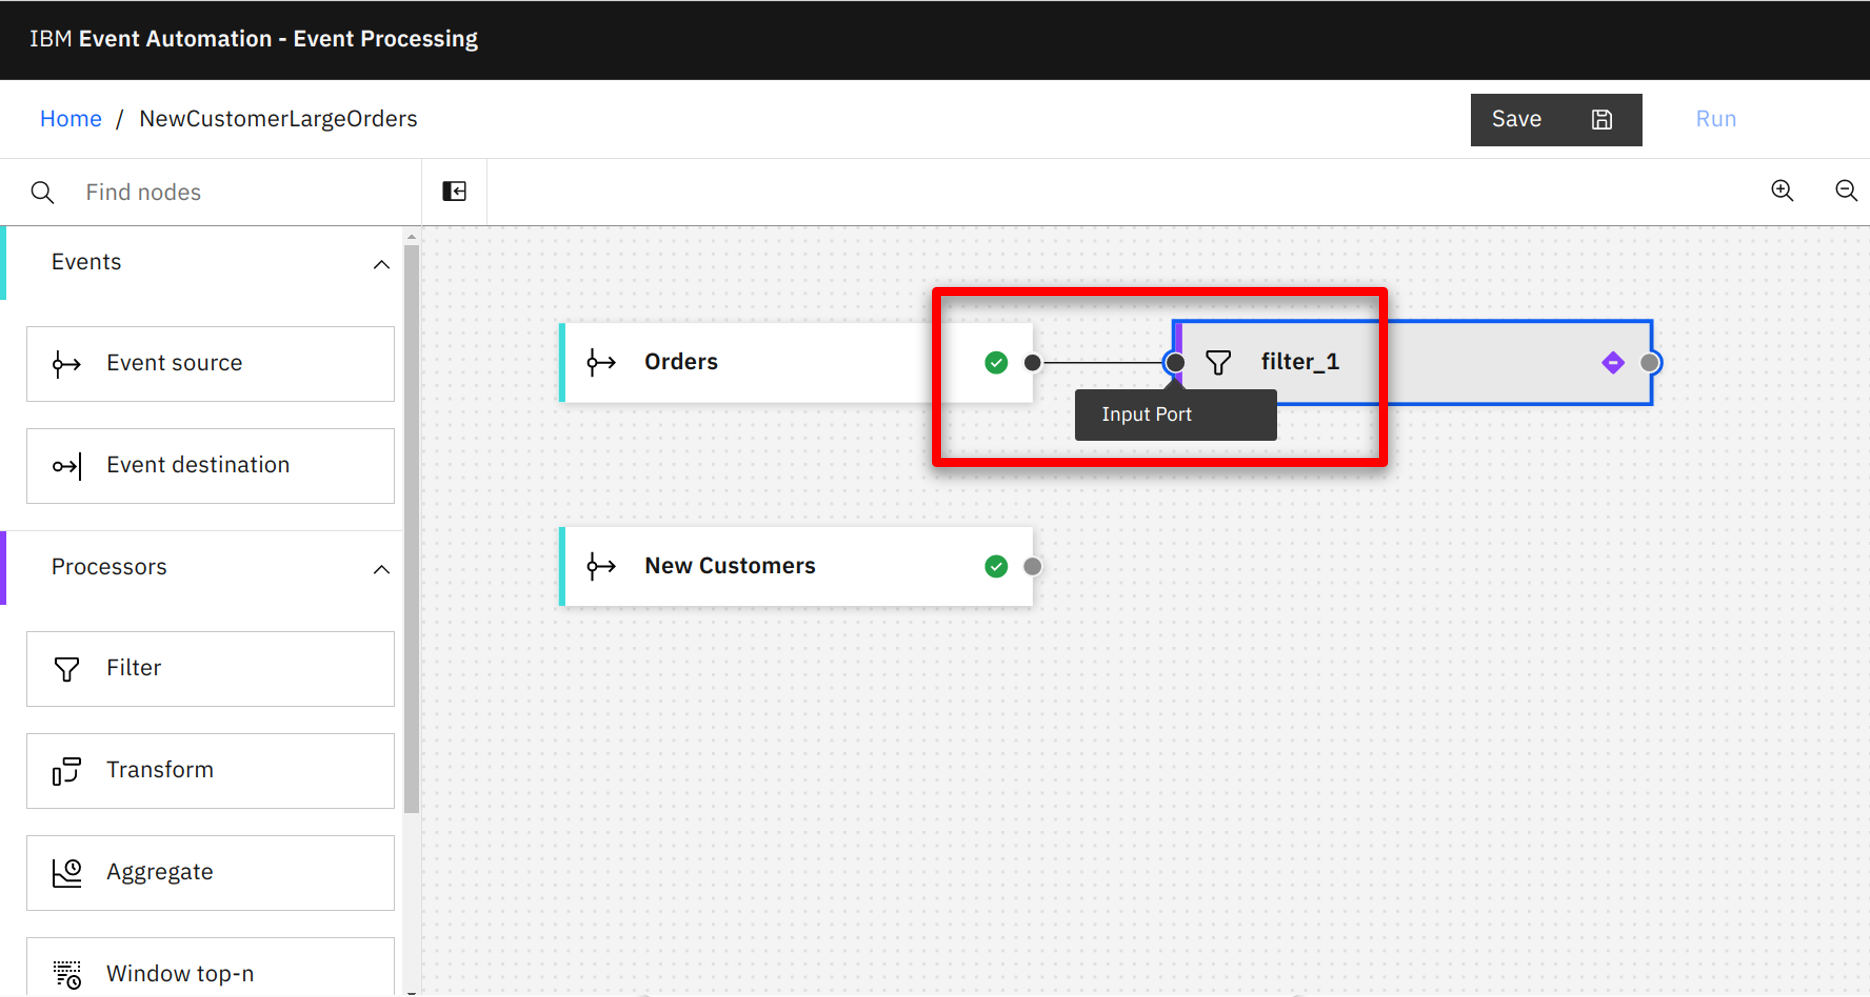 IBM Event Automation - Event Processing
Home / NewCustomerLargeOrders
Save
Run
Find nodes
Events
Event source
Event destination
Processors
Filter
Transform
Aggregate
Window top-n
Orders
filter_1
Input Port
New Customers